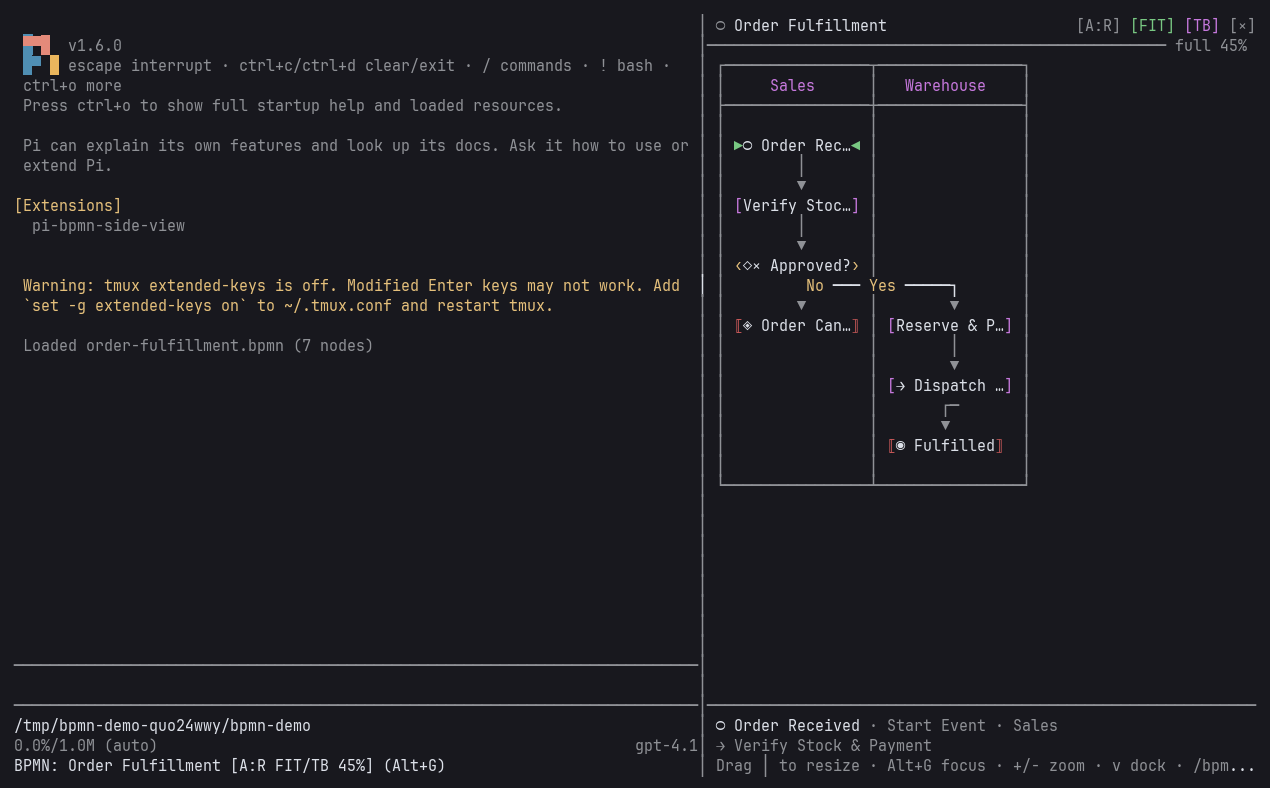 v1.6.0
escape interrupt · ctrl+c/ctrl+d clear/exit · / commands · ! bash ·
ctrl+o more
Press ctrl+o to show full startup help and loaded resources.
Pi can explain its own features and look up its docs. Ask it how to use or
extend Pi.
[Extensions]
pi-bpmn-side-view
Warning: tmux extended-keys is off. Modified Enter keys may not work. Add
`set -g extended-keys on` to ~/.tmux.conf and restart tmux.
Loaded order-fulfillment.bpmn (7 nodes)
/tmp/bpmn-demo-quo24wwy/bpmn-demo
0.0%/1.0M (auto) gpt-4.1
BPMN: Order Fulfillment [A:R FIT/TB 45%] (Alt+G)
○ Order Fulfillment [A:R] [FIT] [TB] [×]
full 45%
Sales Warehouse
▶○ Order Rec…◀
[Verify Stoc…]
‹◇× Approved?›
No Yes
⟦◈ Order Can…⟧ [Reserve & P…]
[→ Dispatch …]
⟦◉ Fulfilled⟧
○ Order Received · Start Event · Sales
→ Verify Stock & Payment
Drag │ to resize · Alt+G focus · +/- zoom · v dock · /bpm...